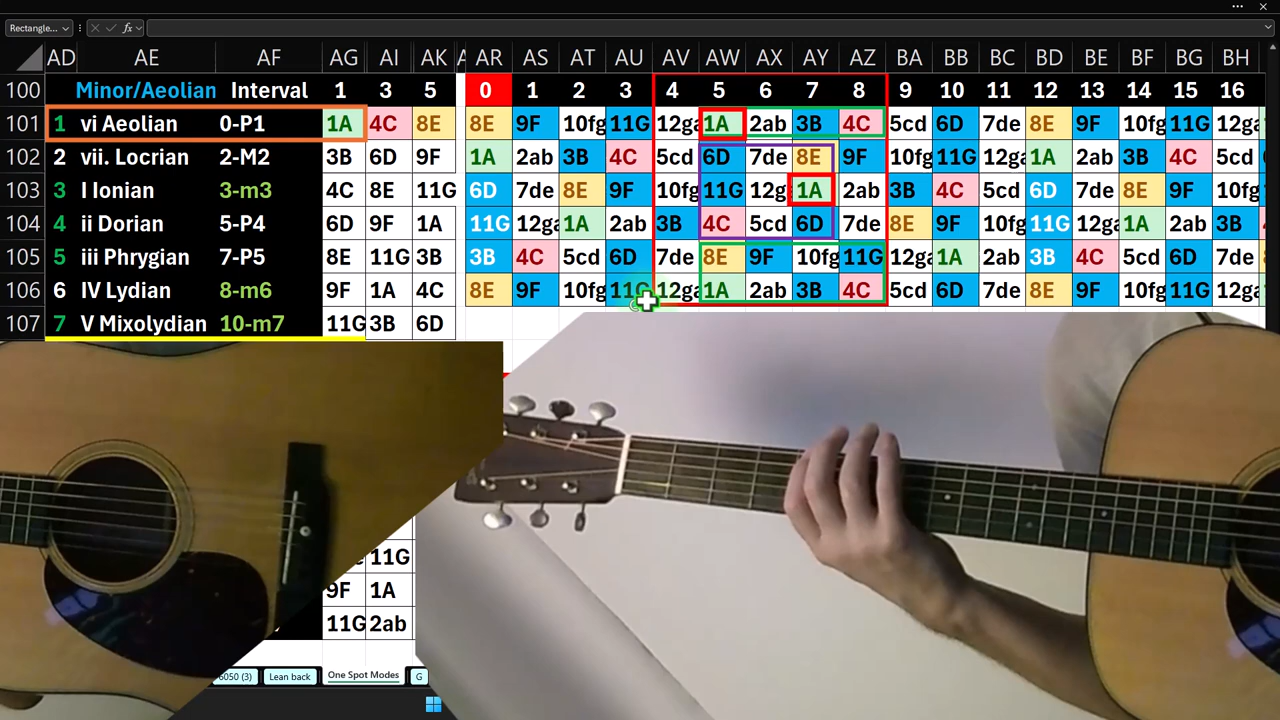 Rectangle...
fx
AD AE AF AG AI AK AR AS AT AU AV AW AX AY AZ BA BB BC BD BE BF BG BH
100 Minor/Aeolian Interval 1 3 5 0 1 2 3 4 5 6 7 8 9 10 11 12 13 14 15 16
101 1 vi Aeolian 0-P1 1A 4C 8E 8E 9F 10fg 11G 12ga 1A 2ab 3B 4C 5cd 6D 7de 8E 9F 10fg 11G 12ga
102 2 vii. Locrian 2-M2 3B 6D 9F 1A 2ab 3B 4C 5cd 6D 7de 8E 9F 10fg 11G 12ga 1A 2ab 3B 4C 5cd
103 3 I Ionian 3-m3 4C 8E 11G 6D 7de 8E 9F 10fg 11G 12g 1A 2ab 3B 4C 5cd 6D 7de 8E 9F 10fg
104 4 ii Dorian 5-P4 6D 9F 1A 11G 12ga 1A 2ab 3B 4C 5cd 6D 7de 8E 9F 10fg 11G 12ga 1A 2ab 3B
105 5 iii Phrygian 7-P5 8E 11G 3B 3B 4C 5cd 6D 7de 8E 9F 10fg 11G 12ga 1A 2ab 3B 4C 5cd 6D 7de
106 6 IV Lydian 8-m6 9F 1A 4C 8E 9F 10fg 11G 12ga 1A 2ab 3B 4C 5cd 6D 7de 8E 9F 10fg 11G 12ga
107 7 V Mixolydian 10-m7 11G 3B 6D
11G
9F 1A
11G 2ab
6050 (3) Lean back One Spot Modes G